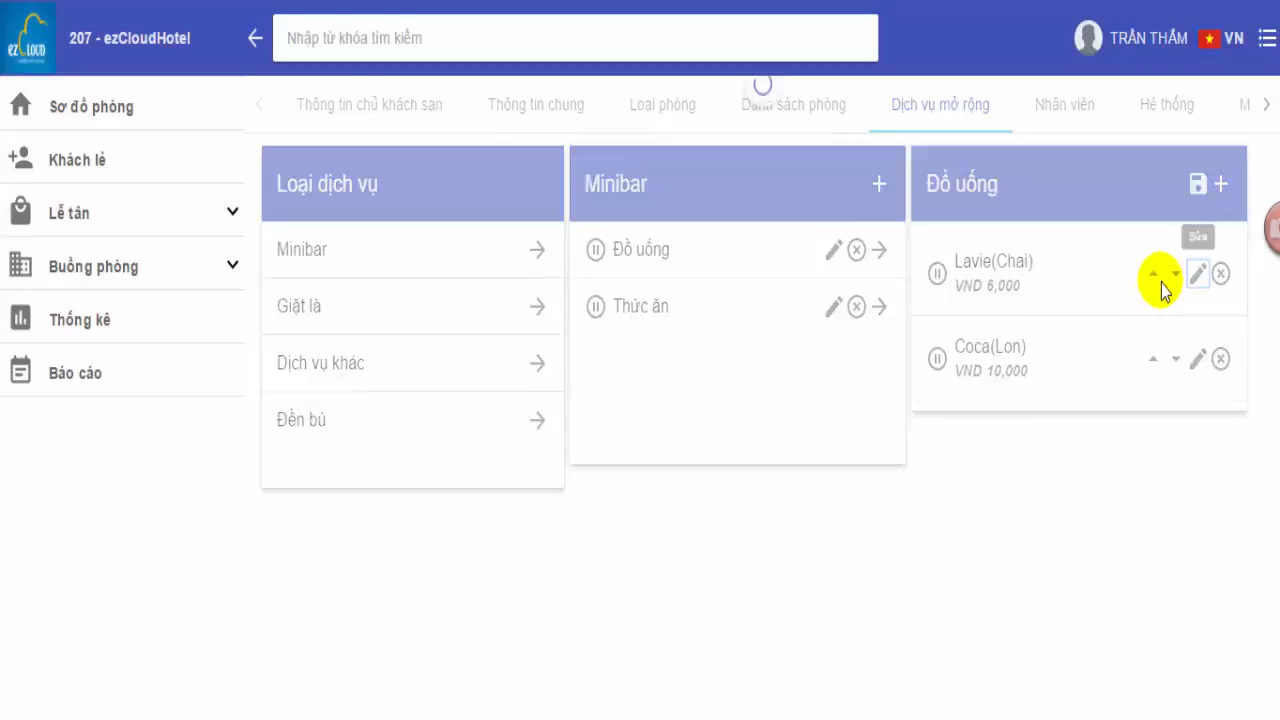 ezCLOUD
207 - ezCloudHotel
Nhập từ khóa tìm kiếm
TRẦN THẮM
VN
Sơ đồ phòng
Khách lẻ
Lễ tân
Buồng phòng
Thống kê
Báo cáo
Thông tin chủ khách sạn
Thông tin chung
Loại phòng
Danh sách phòng
Dịch vụ mở rộng
Nhân viên
Hệ thống
M
Loại dịch vụ
Minibar
Giặt là
Dịch vụ khác
Đền bù
Minibar
Đồ uống
Thức ăn
Đồ uống
Sửa
Lavie(Chai)
VND 6,000
Coca(Lon)
VND 10,000